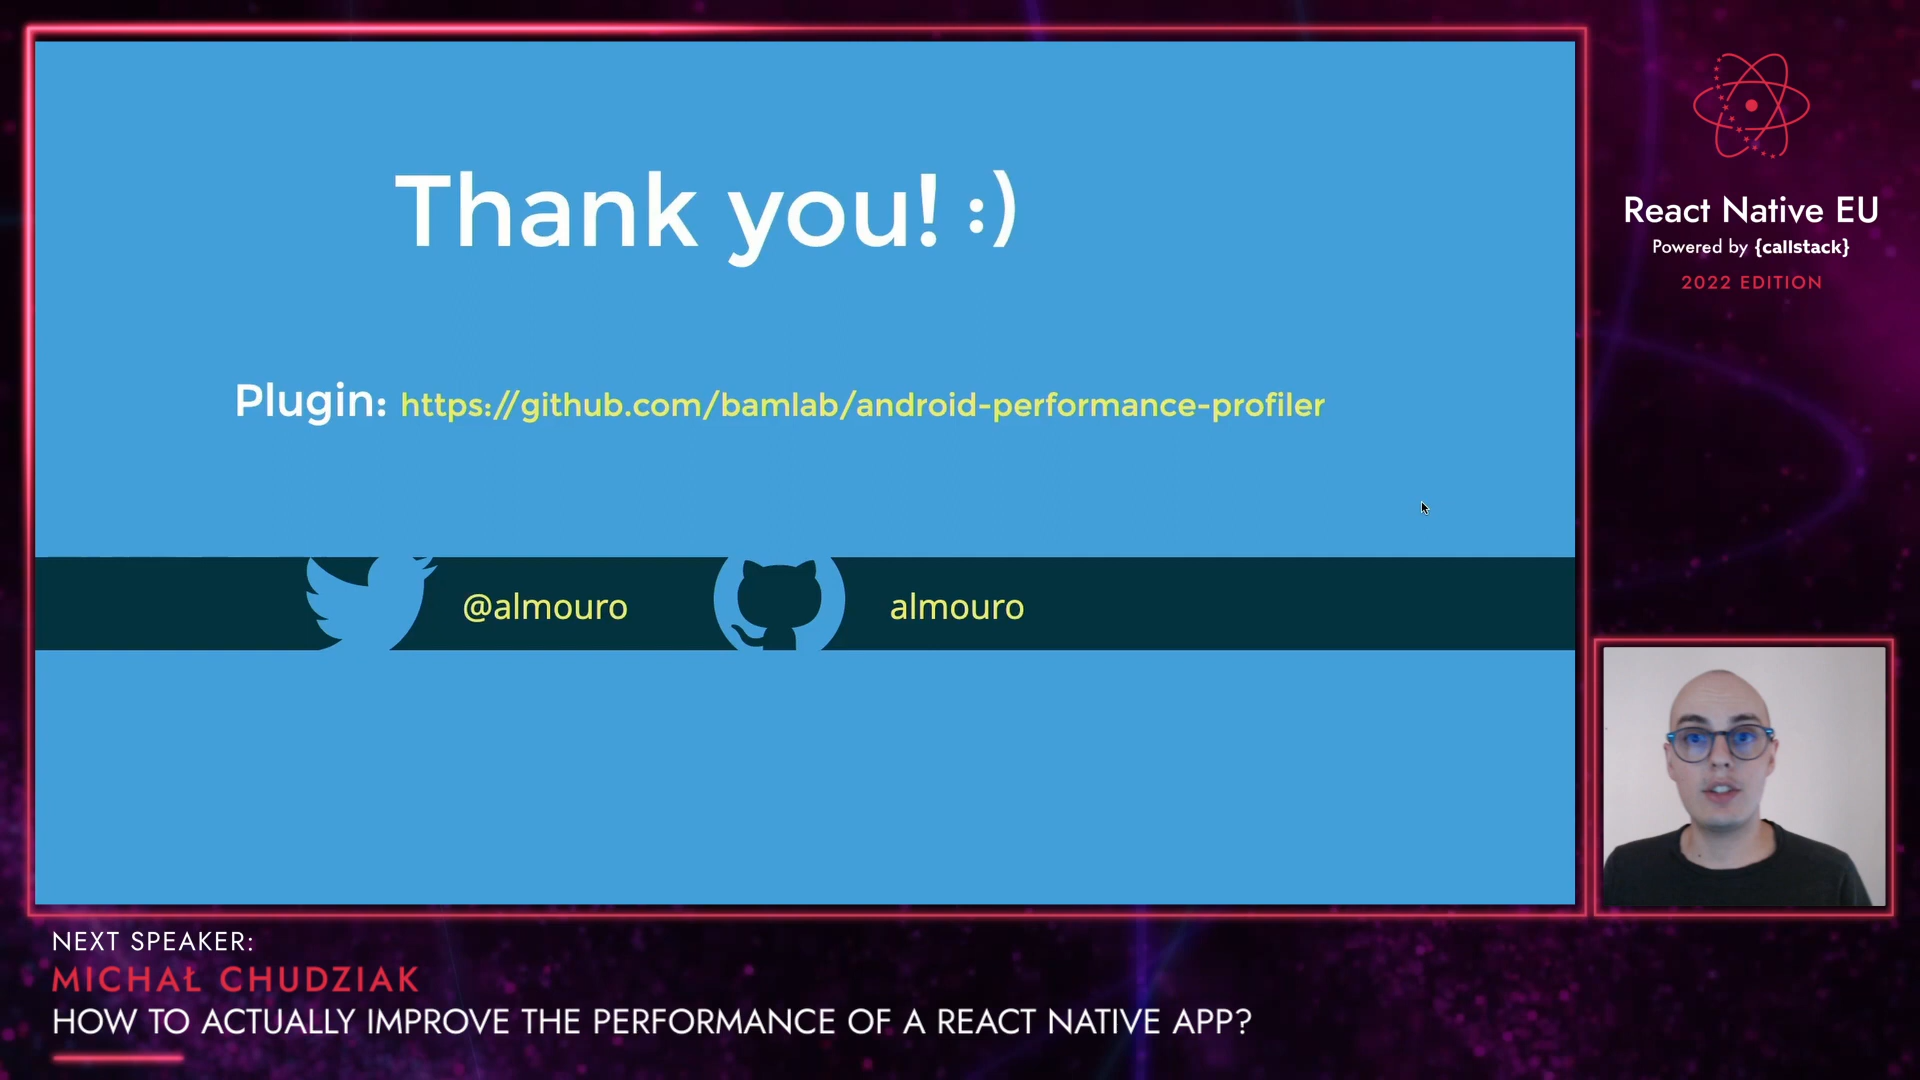 Thank you! :)
Plugin: https://github.com/bamlab/android-performance-profiler
@almouro
almouro
React Native EU
Powered by {callstack}
2022 EDITION
NEXT SPEAKER:
MICHAŁ CHUDZIAK
HOW TO ACTUALLY IMPROVE THE PERFORMANCE OF A REACT NATIVE APP?